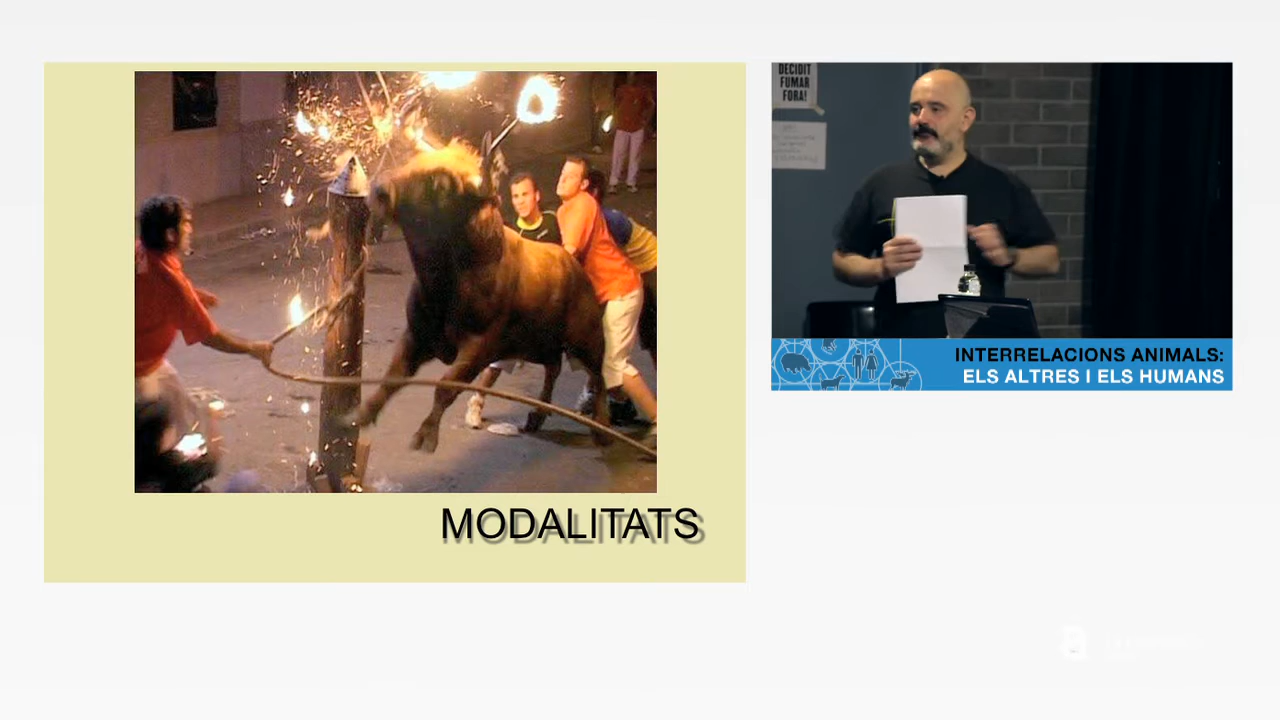 MODALITATS
DECIDIT
FUMAR
FORA!
INTERRELACIONS ANIMALS:
ELS ALTRES I ELS HUMANS